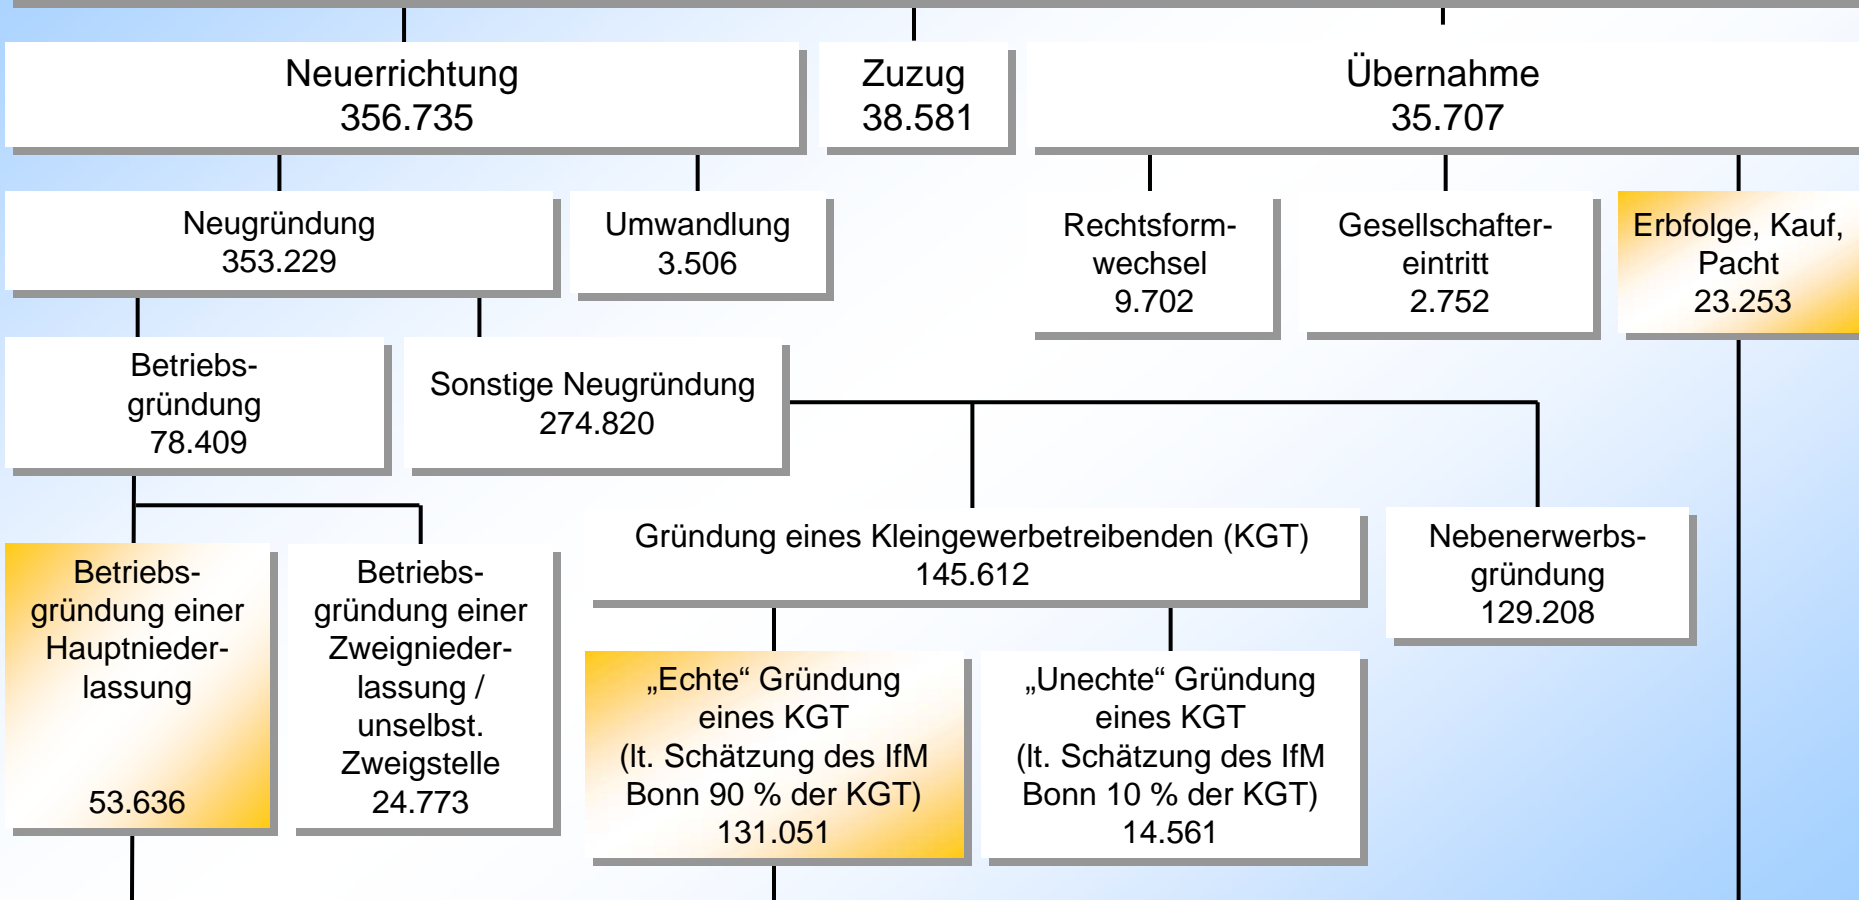 Neuerrichtung
356.735
Zuzug
38.581
Übernahme
35.707
Neugründung
353.229
Umwandlung
3.506
Rechtsform-
wechsel
9.702
Gesellschafter-
eintritt
2.752
Erbfolge, Kauf,
Pacht
23.253
Betriebs-
gründung
78.409
Sonstige Neugründung
274.820
Gründung eines Kleingewerbetreibenden (KGT)
145.612
Nebenerwerbs-
gründung
129.208
Betriebs-
gründung einer
Hauptnieder-
lassung
53.636
Betriebs-
gründung einer
Zweignieder-
lassung /
unselbst.
Zweigstelle
24.773
„Echte“ Gründung
eines KGT
(lt. Schätzung des IfM
Bonn 90 % der KGT)
131.051
„Unechte“ Gründung
eines KGT
(lt. Schätzung des IfM
Bonn 10 % der KGT)
14.561